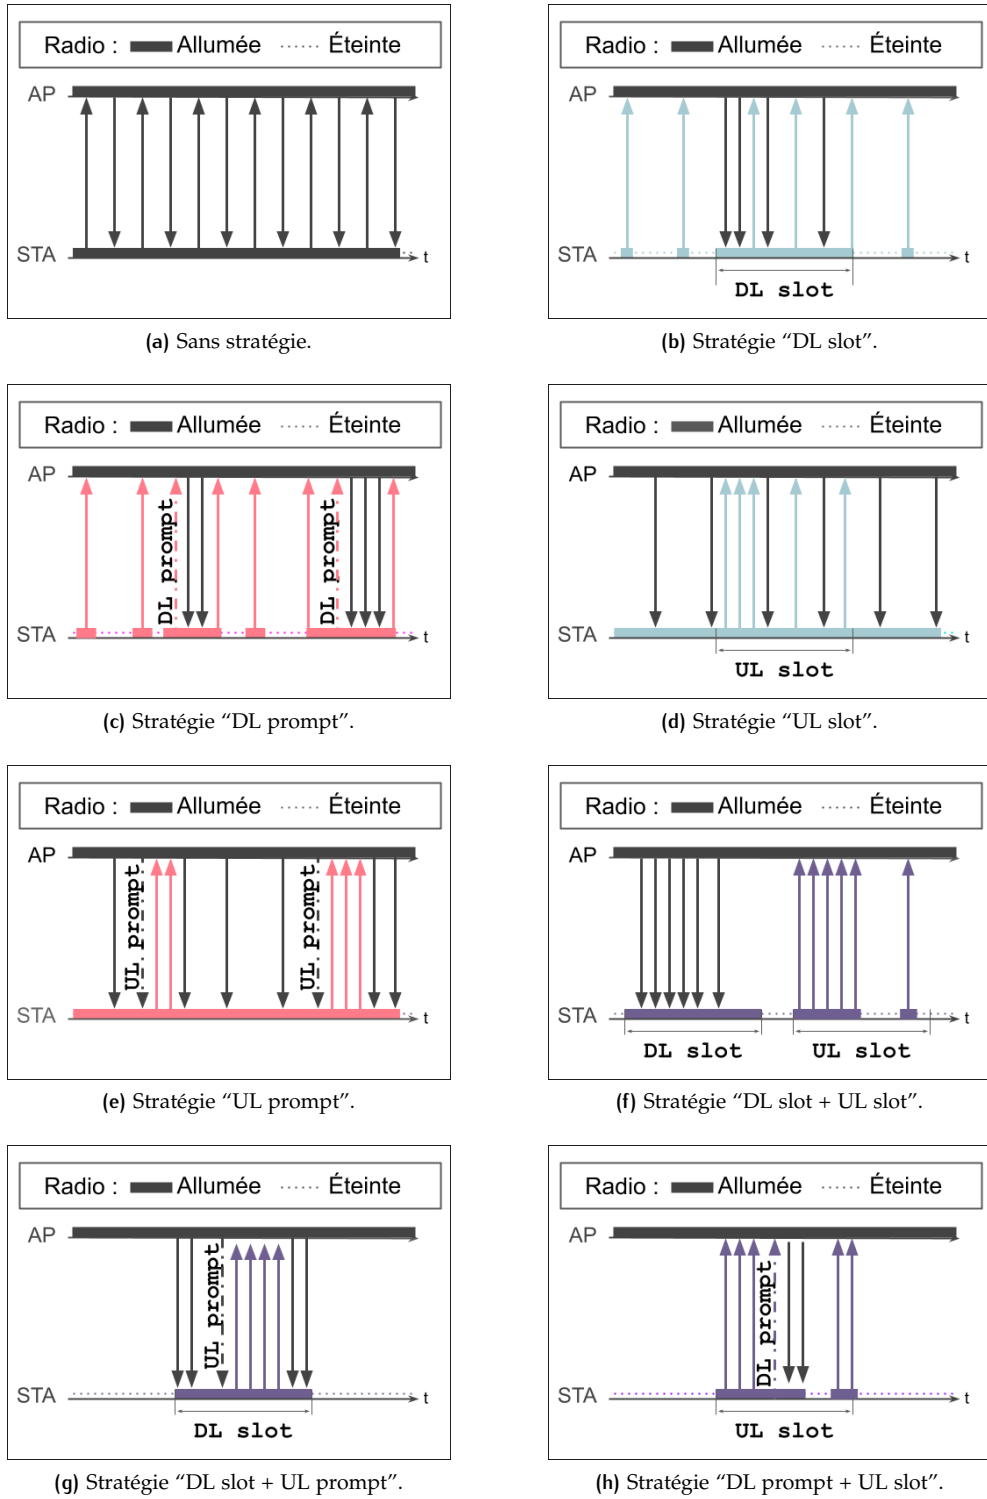 Radio : Allumée Éteinte
AP
STA
t
(a) Sans stratégie.
Radio : Allumée Éteinte
AP
STA
t
DL slot
(b) Stratégie “DL slot”.
Radio : Allumée Éteinte
AP
DL prompt
DL prompt
STA
t
(c) Stratégie “DL prompt”.
Radio : Allumée Éteinte
AP
STA
t
UL slot
(d) Stratégie “UL slot”.
Radio : Allumée Éteinte
AP
UL prompt
UL prompt
STA
t
(e) Stratégie “UL prompt”.
Radio : Allumée Éteinte
AP
STA
t
DL slot UL slot
(f) Stratégie “DL slot + UL slot”.
Radio : Allumée Éteinte
AP
UL prompt
STA
t
DL slot
(g) Stratégie “DL slot + UL prompt”.
Radio : Allumée Éteinte
AP
DL prompt
STA
t
UL slot
(h) Stratégie “DL prompt + UL slot”.